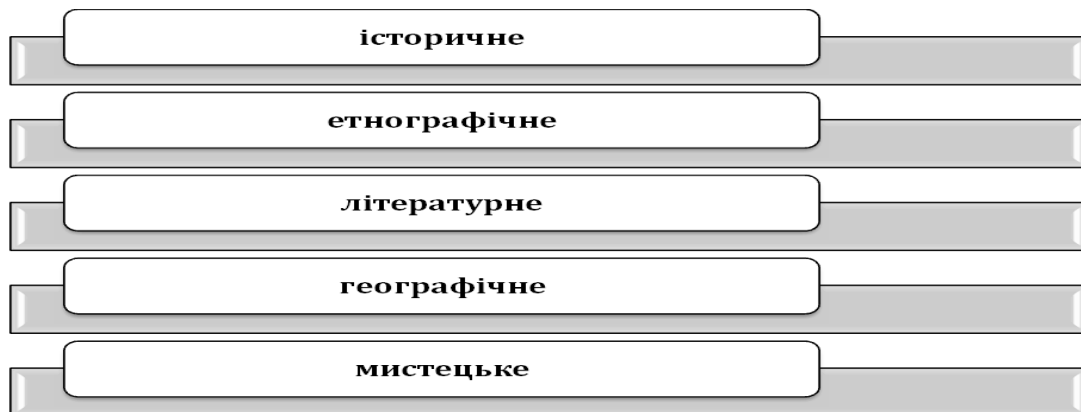 історичне
етнографічне
літературне
географічне
мистецьке